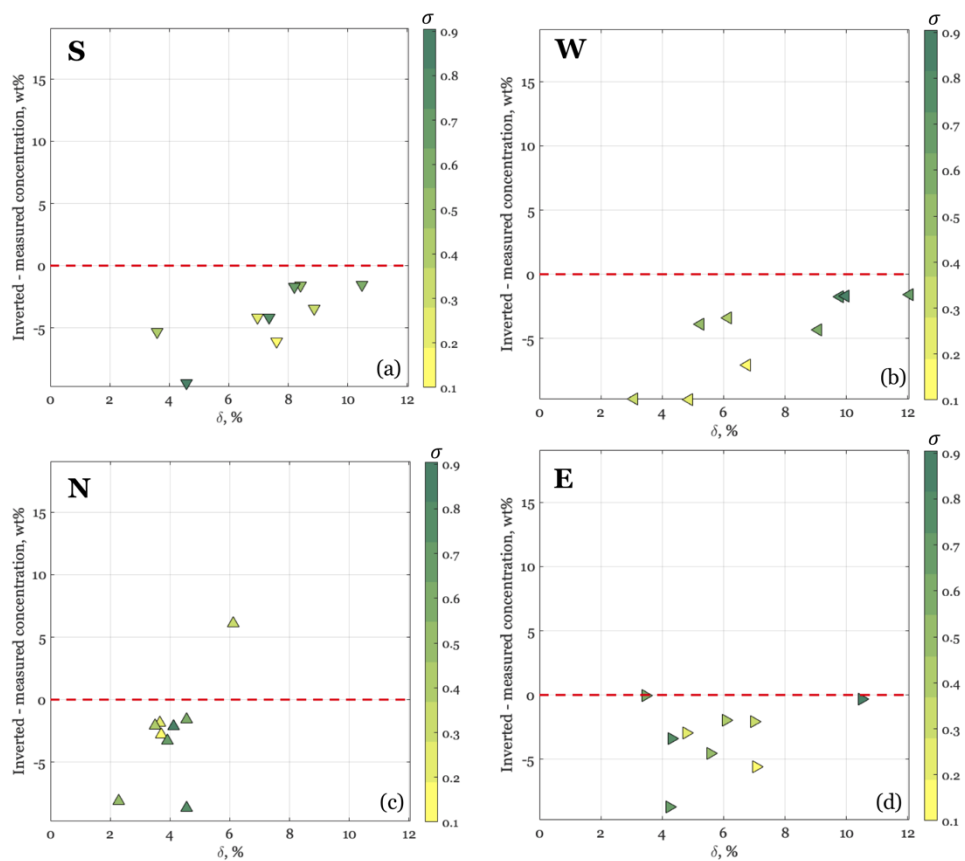 S
Inverted - measured concentration, wt%
15
10
5
0
-5
0 2 4 6 8 10 12
δ, %
(a)
σ
0.9
0.8
0.7
0.6
0.5
0.4
0.3
0.2
0.1
W
Inverted - measured concentration, wt%
15
10
5
0
-5
0 2 4 6 8 10 12
δ, %
(b)
σ
0.9
0.8
0.7
0.6
0.5
0.4
0.3
0.2
0.1
N
Inverted - measured concentration, wt%
15
10
5
0
-5
0 2 4 6 8 10 12
δ, %
(c)
σ
0.9
0.8
0.7
0.6
0.5
0.4
0.3
0.2
0.1
E
Inverted - measured concentration, wt%
15
10
5
0
-5
0 2 4 6 8 10 12
δ, %
(d)
σ
0.9
0.8
0.7
0.6
0.5
0.4
0.3
0.2
0.1